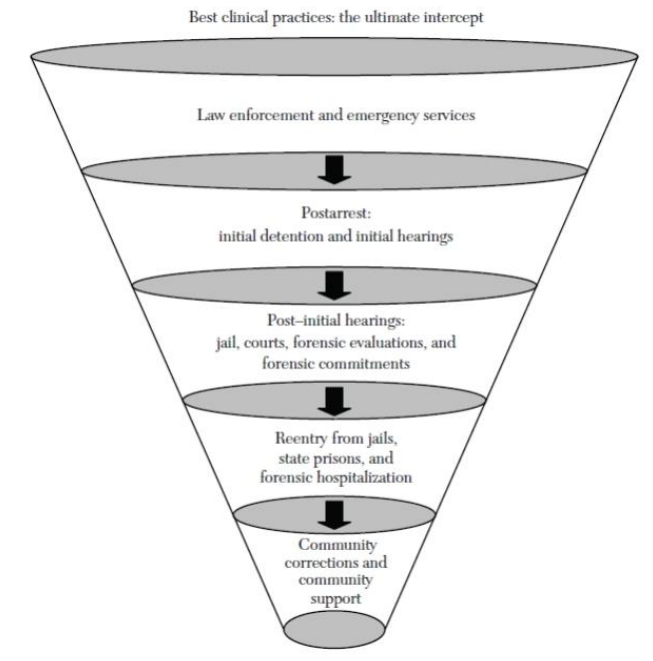 Best clinical practices: the ultimate intercept
Law enforcement and emergency services
Postarrest:
initial detention and initial hearings
Post–initial hearings:
jail, courts, forensic evaluations, and
forensic commitments
Reentry from jails,
state prisons, and
forensic hospitalization
Community
corrections and
community
support